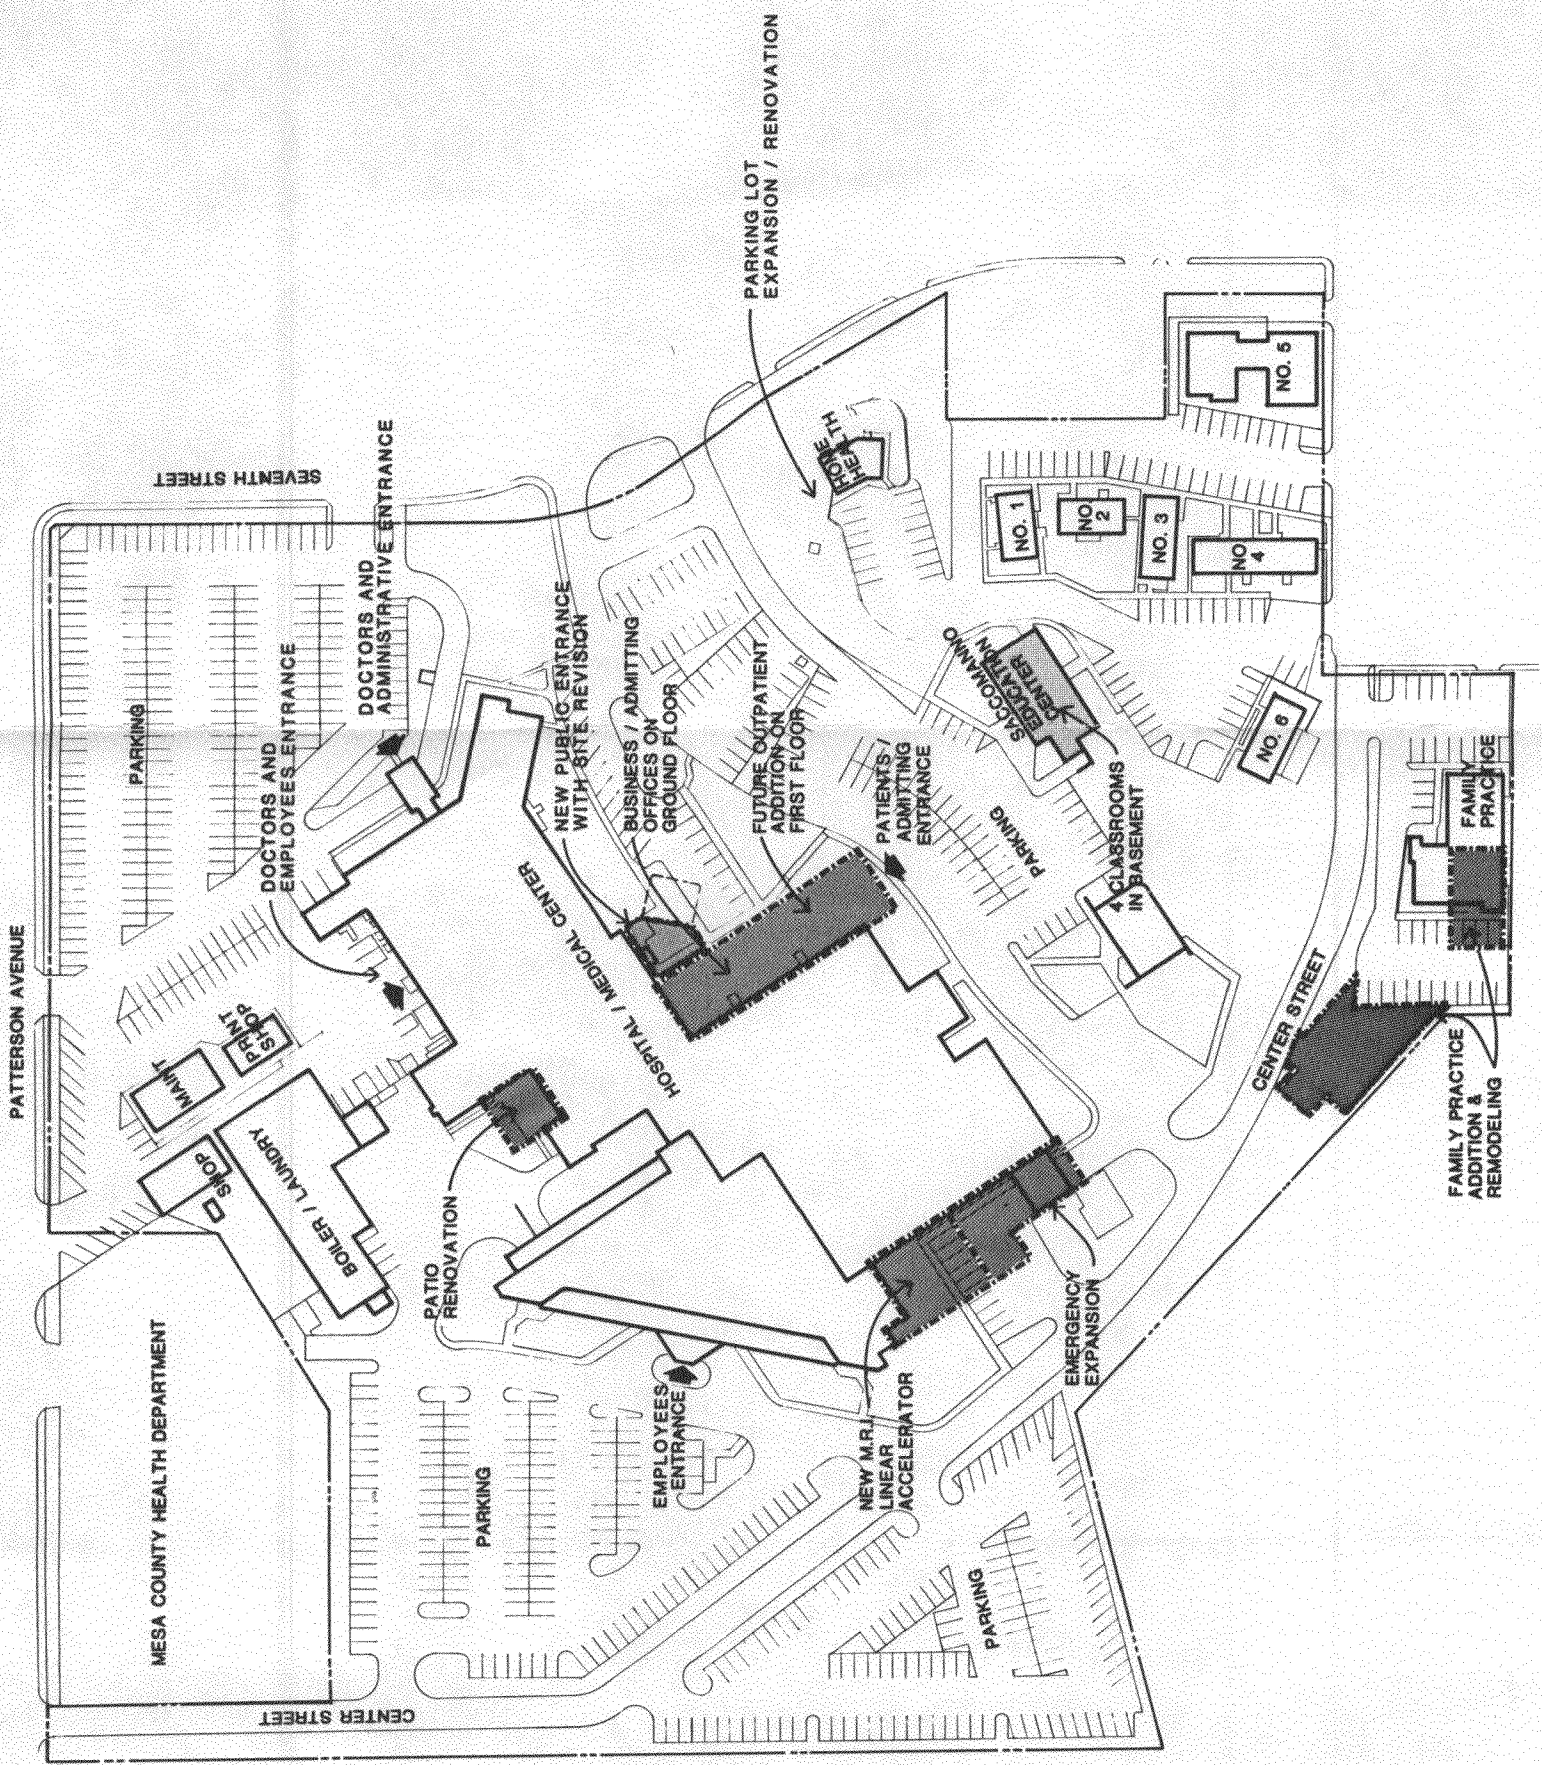 PATTERSON AVENUE
MESA COUNTY HEALTH DEPARTMENT
CENTER STREET
SEVENTH STREET
PARKING
DOCTORS AND
EMPLOYEES ENTRANCE
DOCTORS AND
ADMINISTRATIVE ENTRANCE
MAINT
PRINT
SHOP
SHOP
BOILER / LAUNDRY
PATIO
RENOVATION
HOSPITAL / MEDICAL CENTER
NEW PUBLIC ENTRANCE
WITH SITE REVISION
BUSINESS / ADMITTING
OFFICES ON
GROUND FLOOR
FUTURE OUTPATIENT
ADDITION ON
FIRST FLOOR
PATIENTS /
ADMITTING
ENTRANCE
PARKING LOT
EXPANSION / RENOVATION
HOME
HEALTH
PARKING
EMPLOYEES
ENTRANCE
NEW M.R.I./
LINEAR
ACCELERATOR
EMERGENCY
EXPANSION
PARKING
PARKING
SACCOMANNO
EDUCATION
CENTER
4 CLASSROOMS
IN BASEMENT
NO. 1
NO.
2
NO. 3
NO
4
NO. 5
NO. 6
CENTER STREET
FAMILY
PRACTICE
FAMILY PRACTICE
ADDITION &
REMODELING